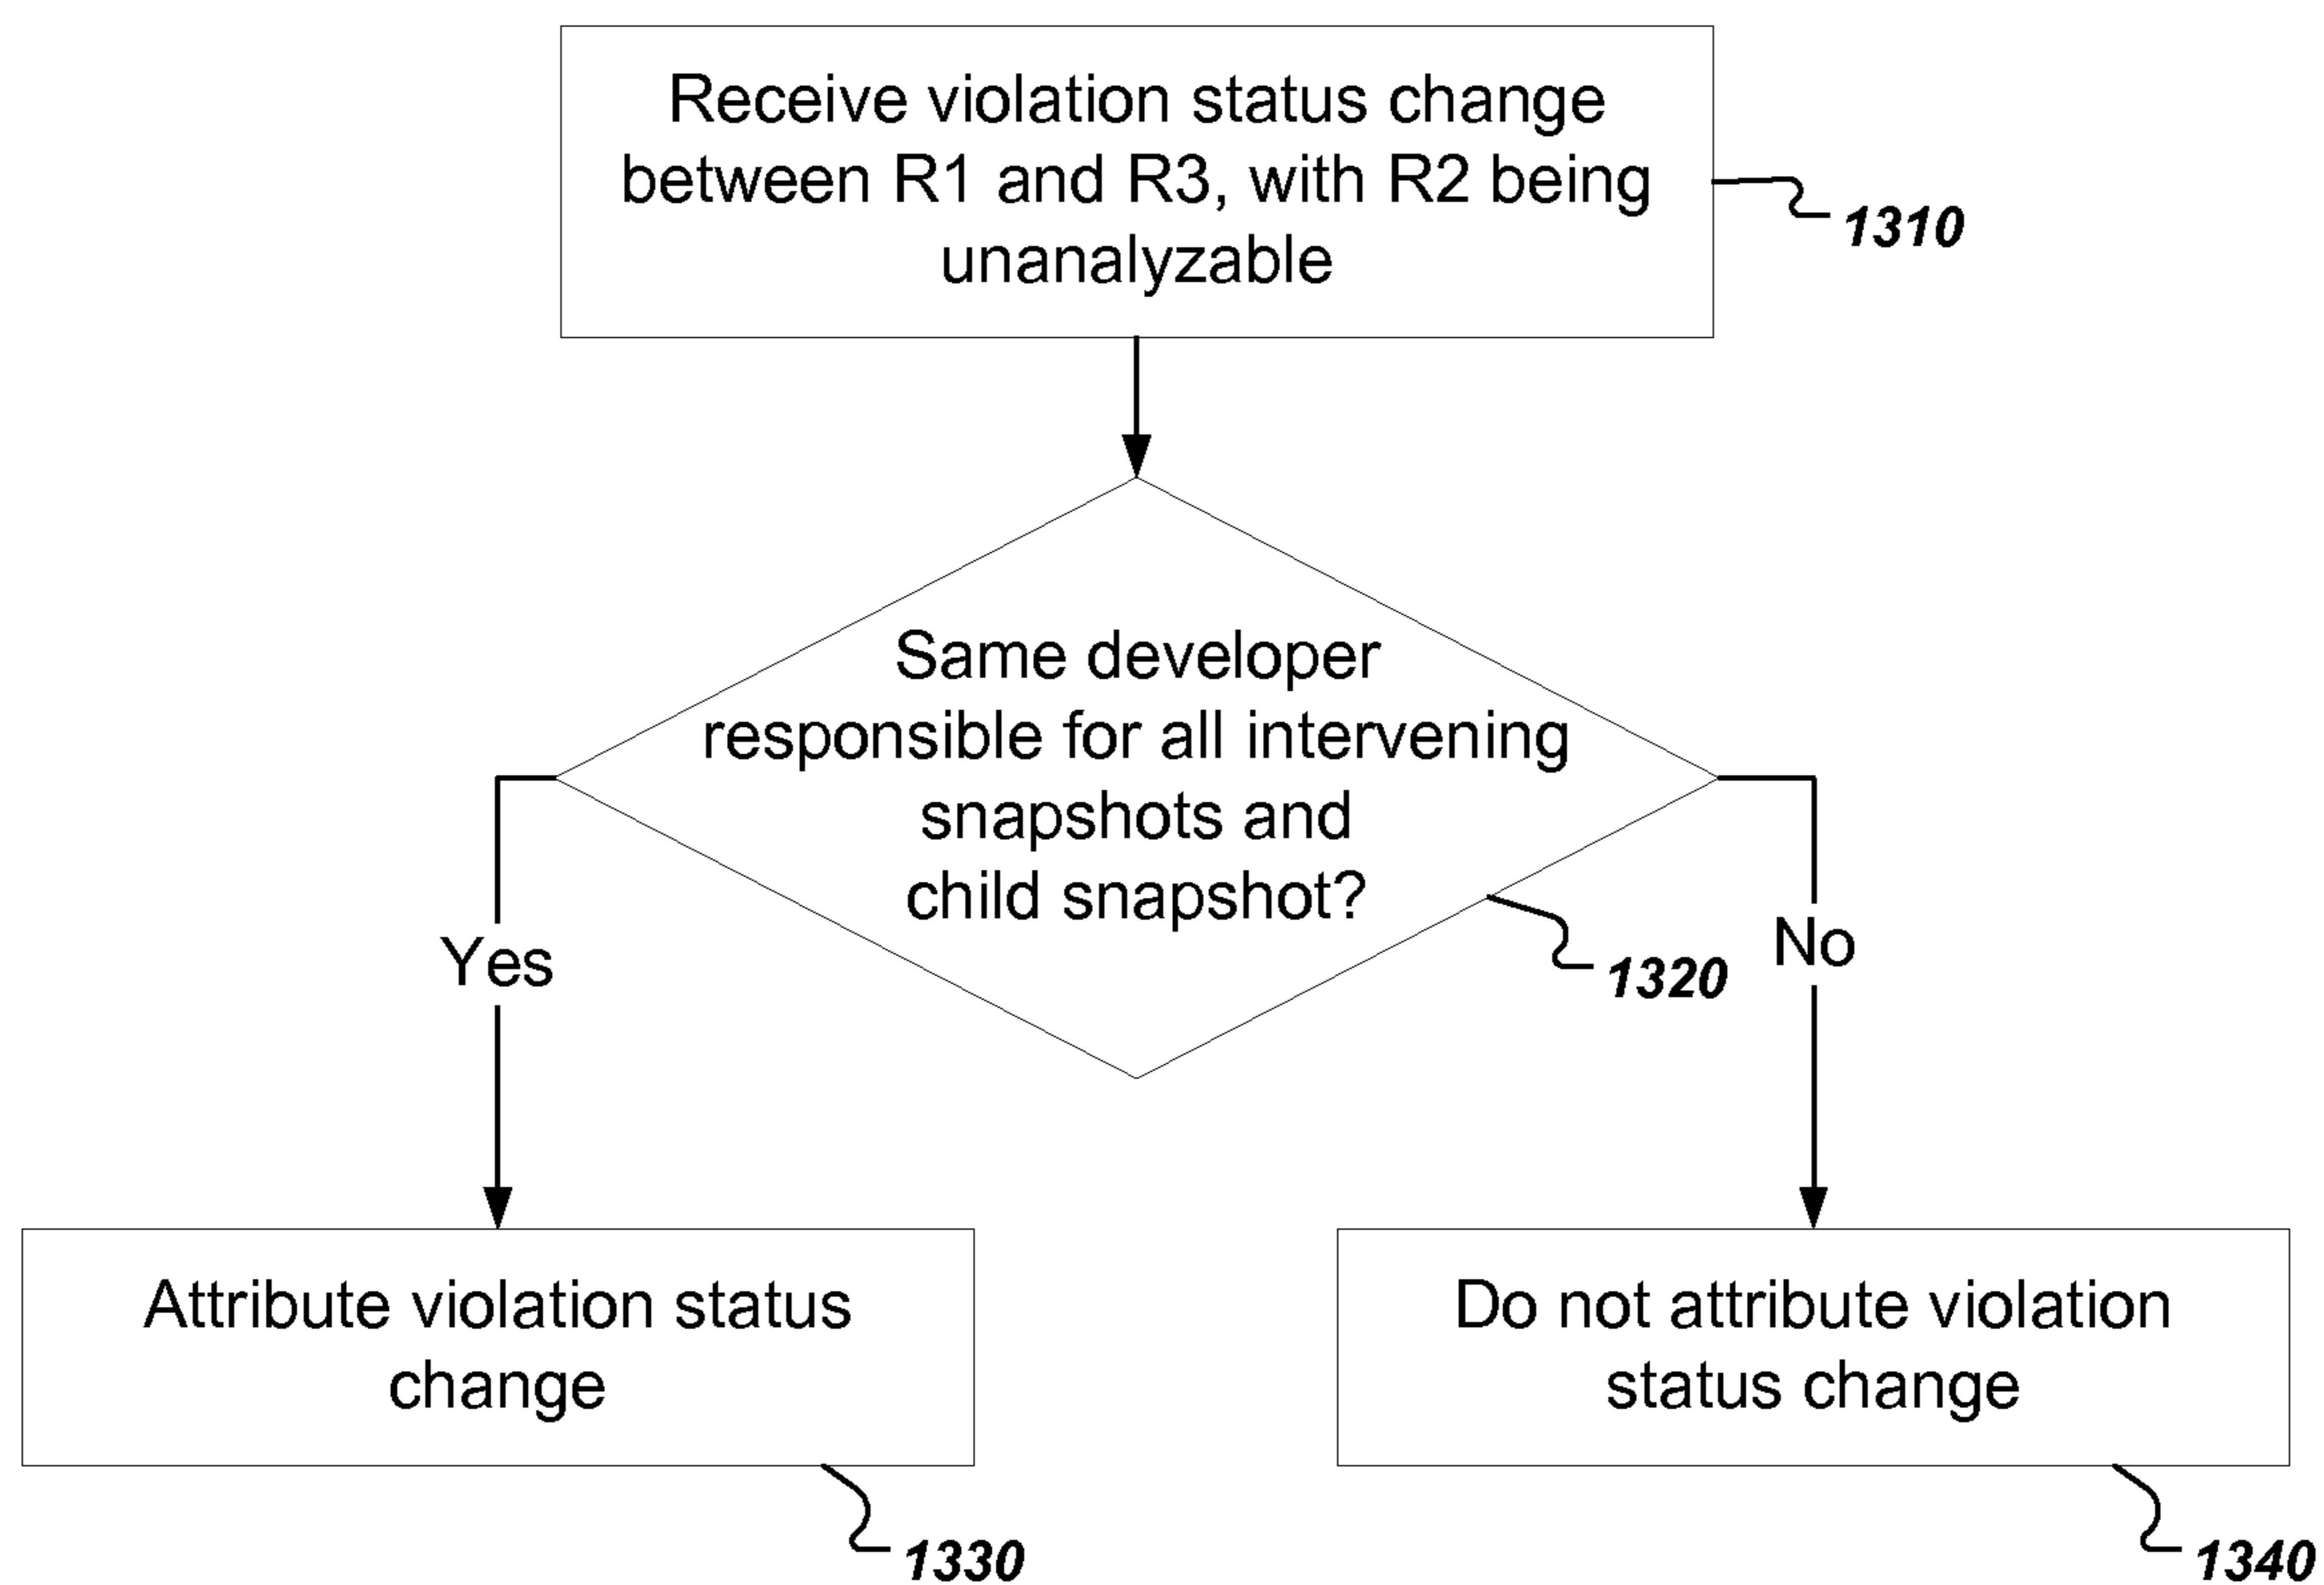 Receive violation status change
between R1 and R3, with R2 being
unanalyzable
1310
Same developer
responsible for all intervening
snapshots and
child snapshot?
1320
Yes
No
Attribute violation status
change
1330
Do not attribute violation
status change
1340